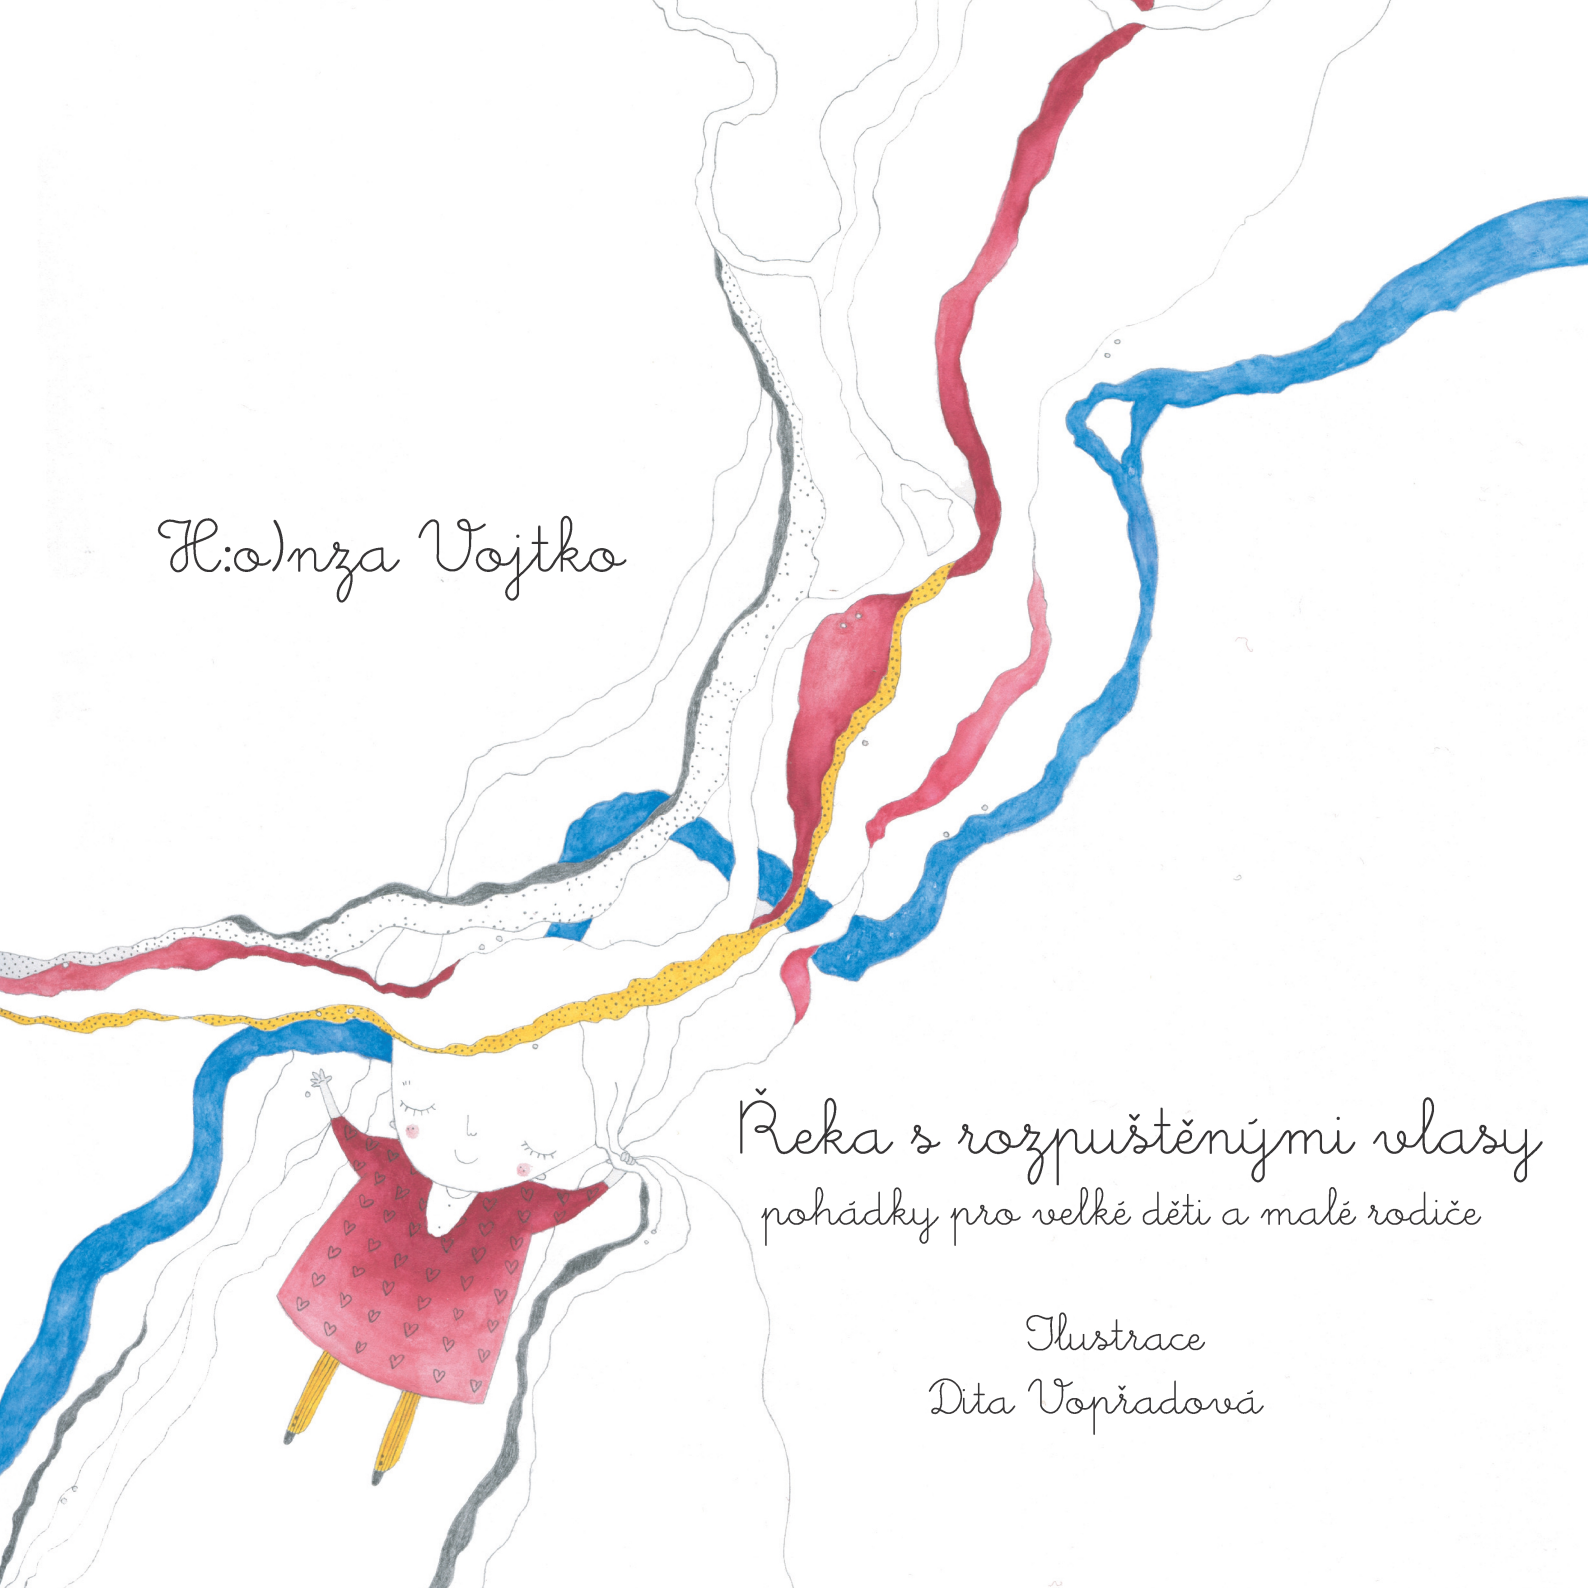 H:o)nza Vojtko
Řeka s rozpuštěnými vlasy
pohádky pro velké děti a malé rodiče
Ilustrace
Dita Vopřadová